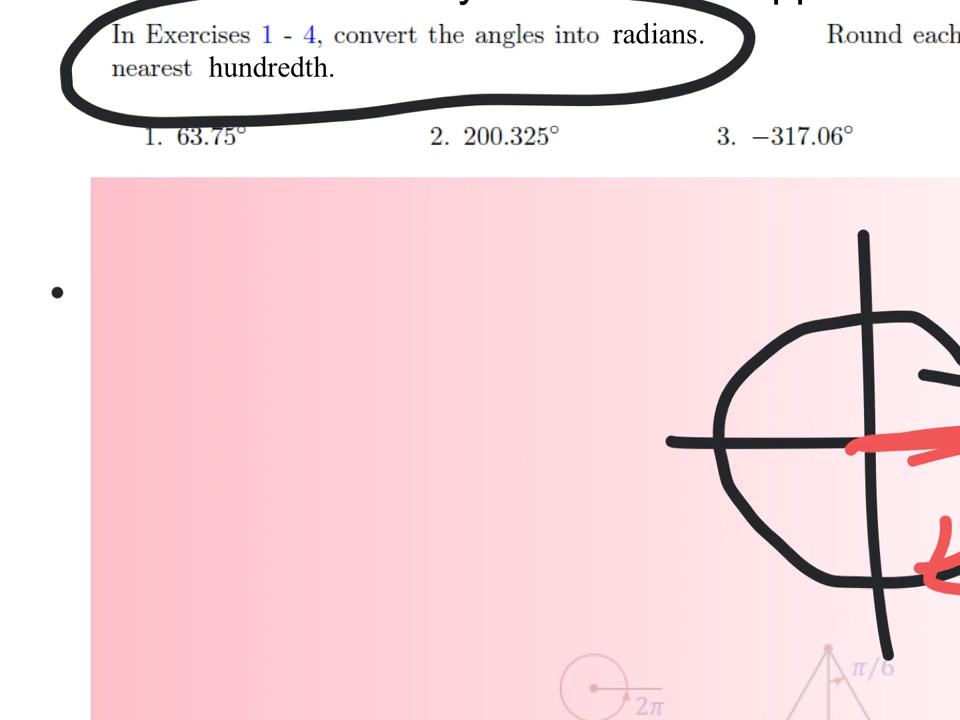 In Exercises 1 - 4, convert the angles into radians. Round each
nearest hundredth.
1. 63.75° 2. 200.325° 3. −317.06°
π/6
2π